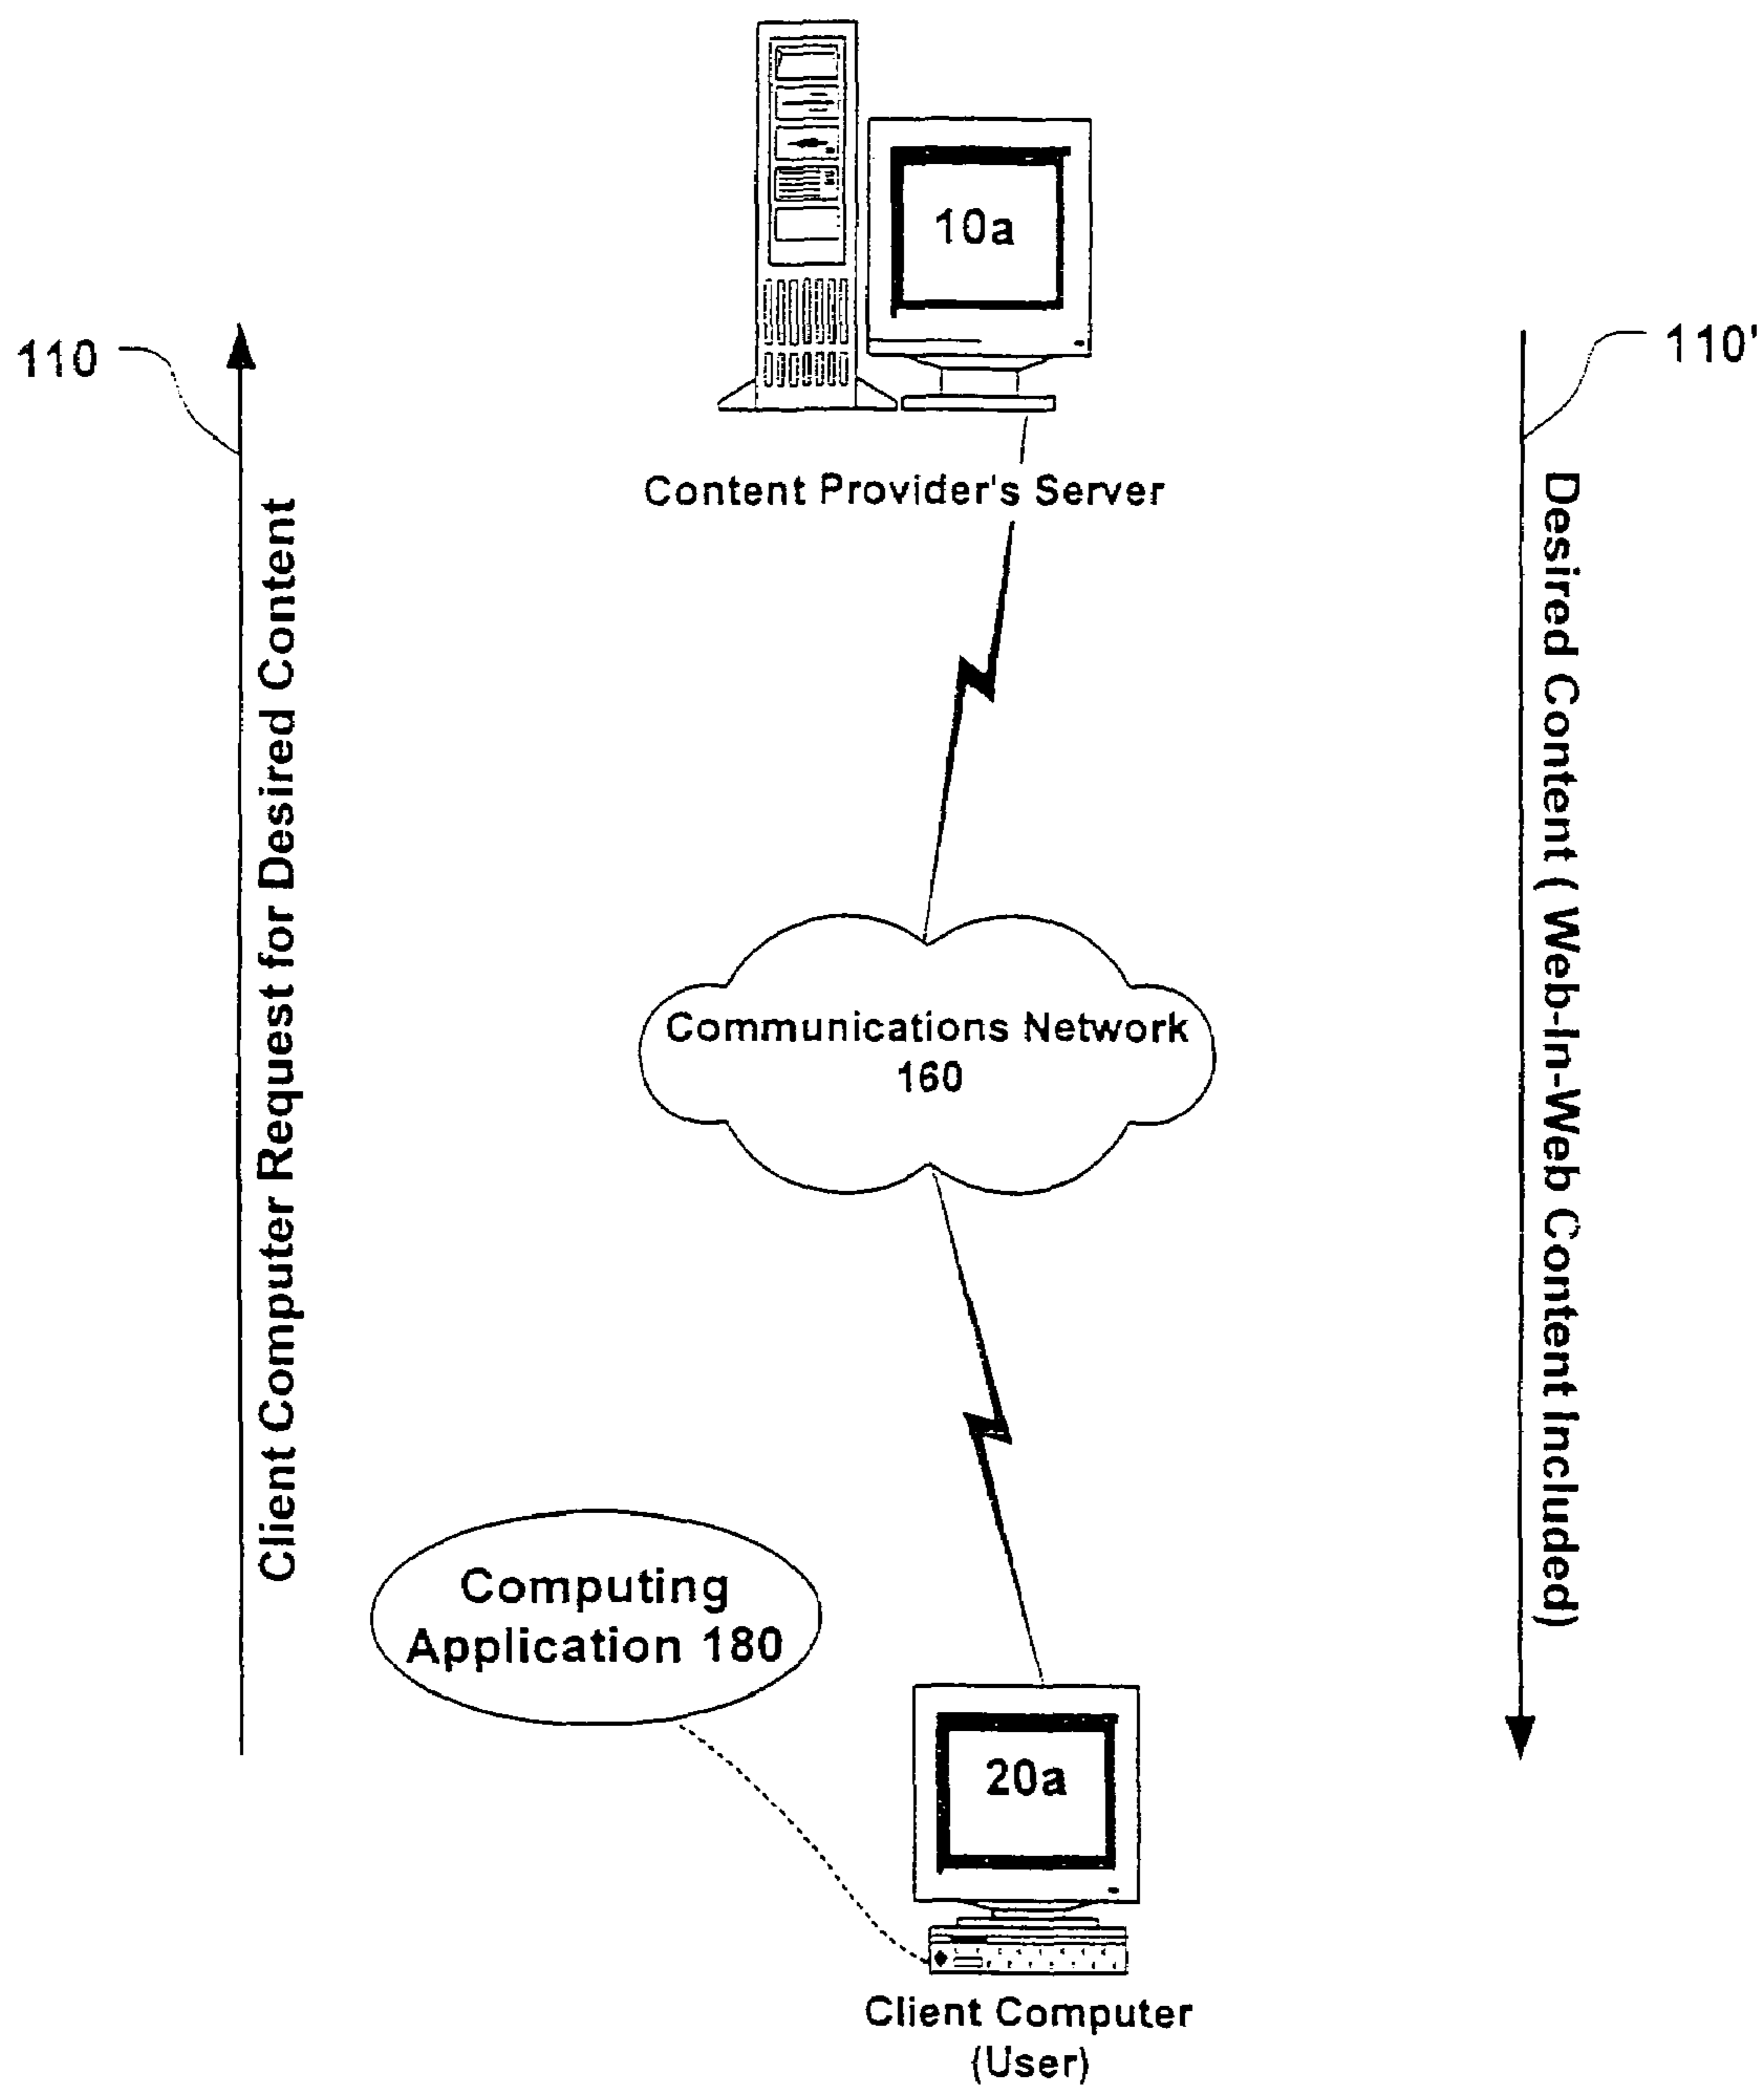 10a
110
110'
Content Provider's Server
Client Computer Request for Desired Content
Desired Content ( Web-In-Web Content Included)
Communications Network
160
Computing
Application 180
20a
Client Computer
(User)